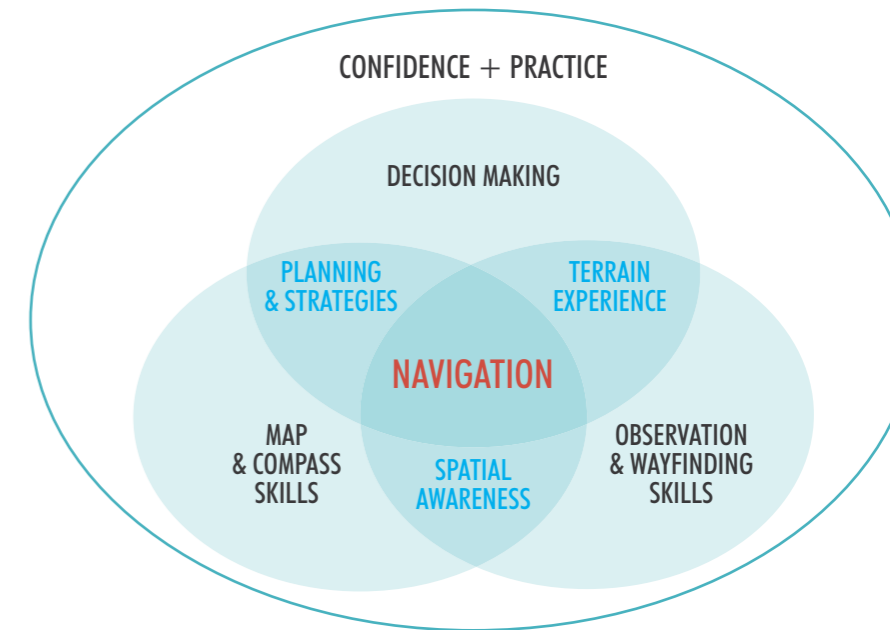 CONFIDENCE + PRACTICE
DECISION MAKING
PLANNING
& STRATEGIES
TERRAIN
EXPERIENCE
NAVIGATION
MAP
& COMPASS
SKILLS
SPATIAL
AWARENESS
OBSERVATION
& WAYFINDING
SKILLS